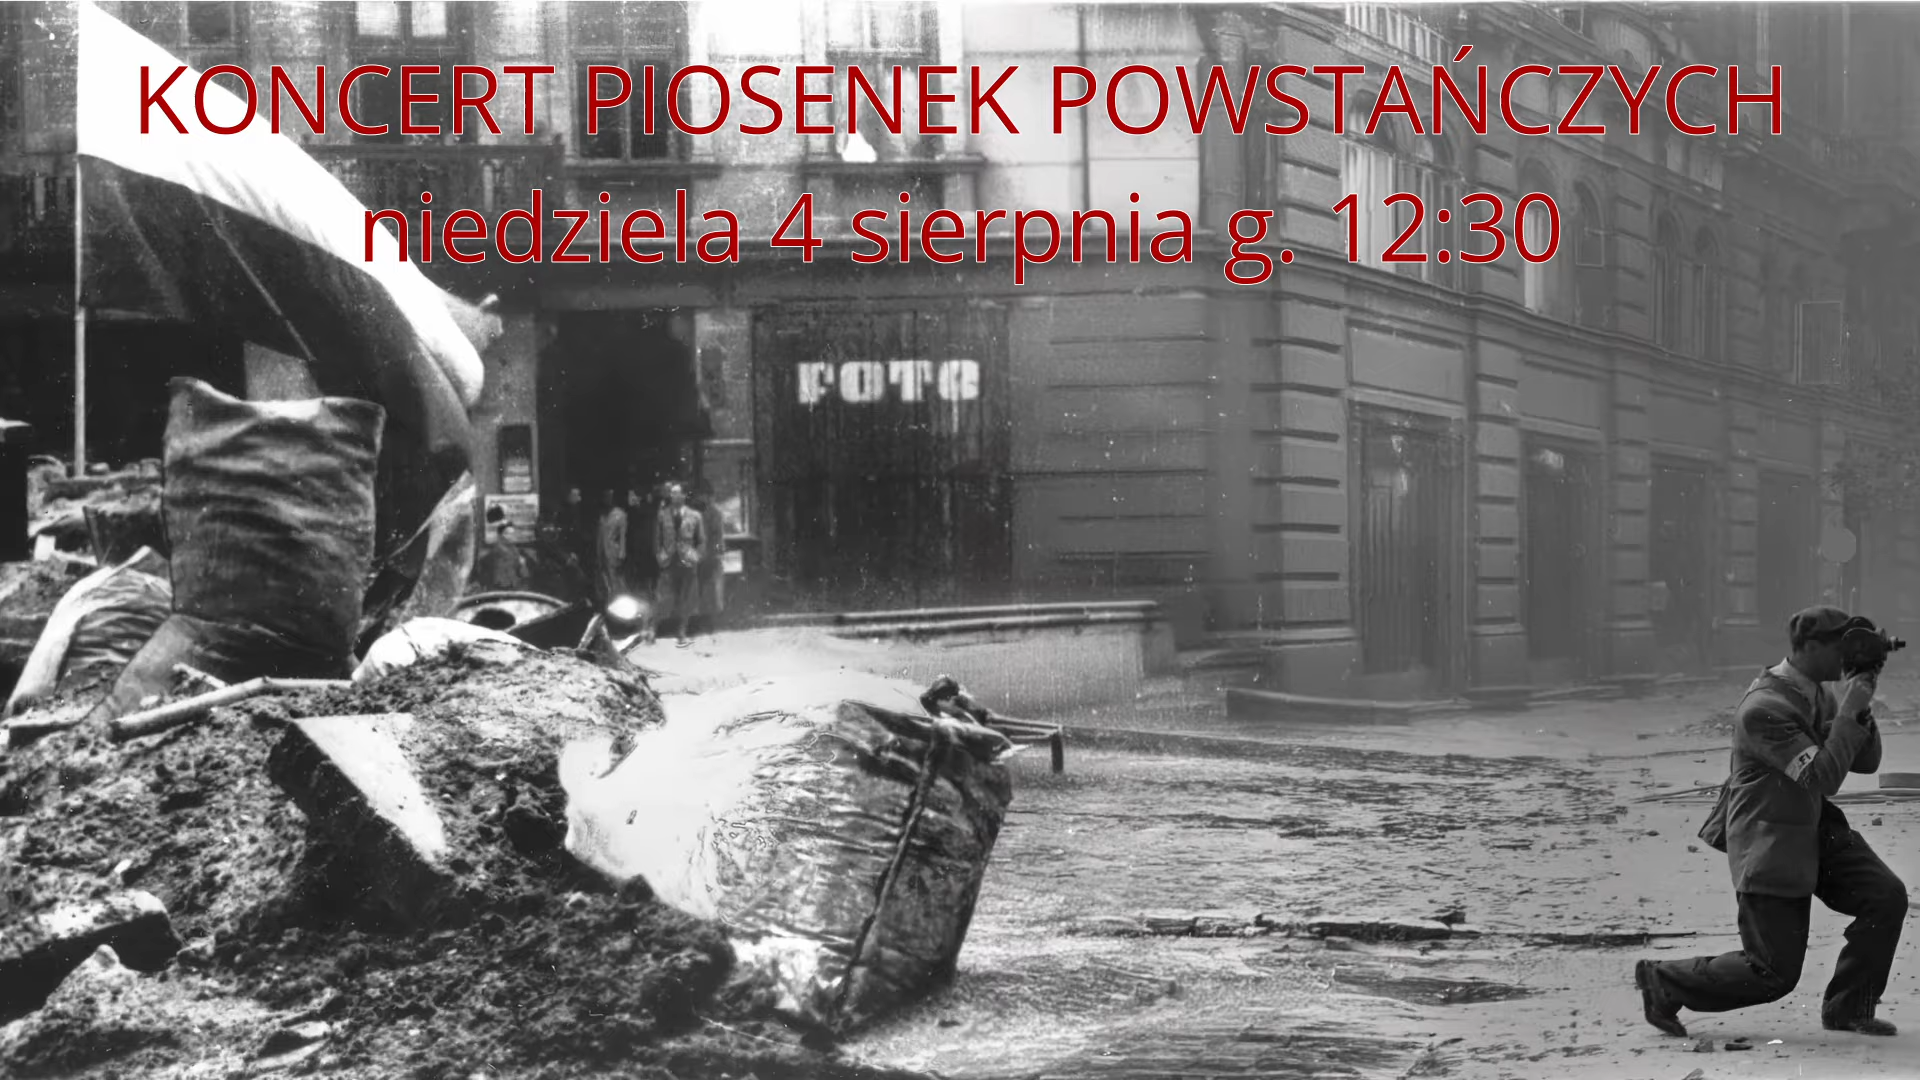 KONCERT PIOSENEK POWSTAŃCZYCH
niedziela 4 sierpnia g. 12:30
FOTO